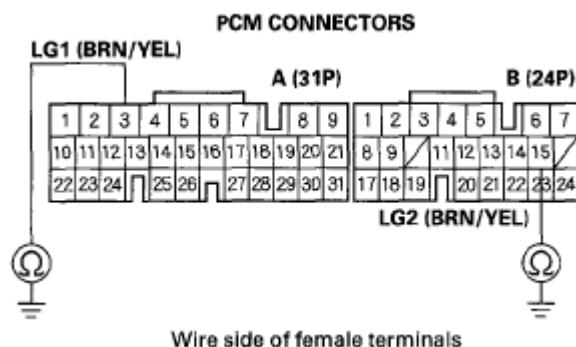 PCM CONNECTORS
LG1 (BRN/YEL)
A (31P) B (24P)
1 2 3 4 5 6 7 8 9 1 2 3 4 5 6 7
10 11 12 13 14 15 16 17 18 19 20 21 8 9 11 12 13 14 15
22 23 24 25 26 27 28 29 30 31 17 18 19 20 21 22 23 24
LG2 (BRN/YEL)
Ω Ω
Wire side of female terminals